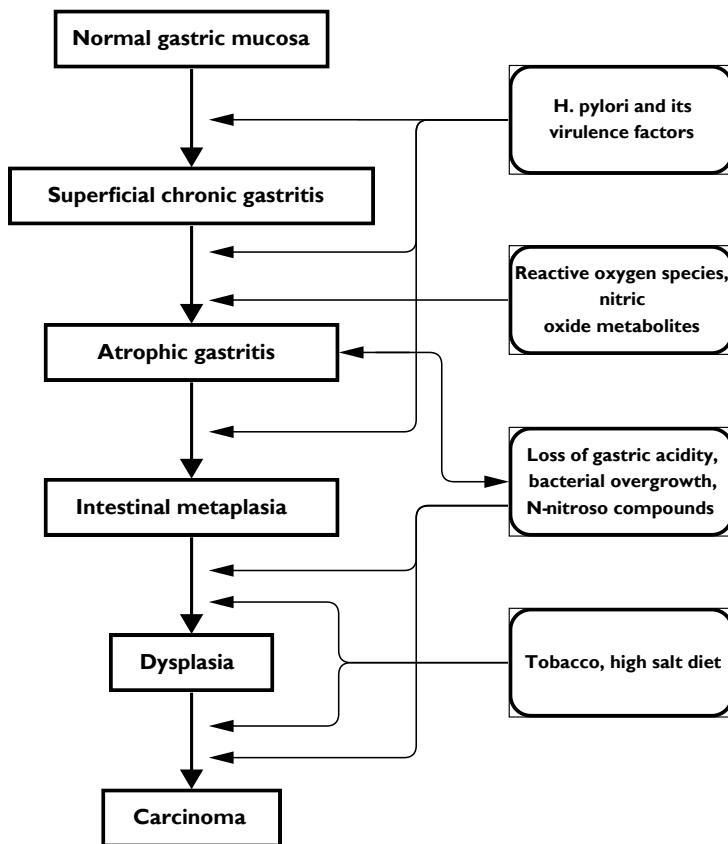 Normal gastric mucosa
H. pylori and its
virulence factors
Superficial chronic gastritis
Reactive oxygen species,
nitric
oxide metabolites
Atrophic gastritis
Loss of gastric acidity,
bacterial overgrowth,
N-nitroso compounds
Intestinal metaplasia
Dysplasia
Tobacco, high salt diet
Carcinoma